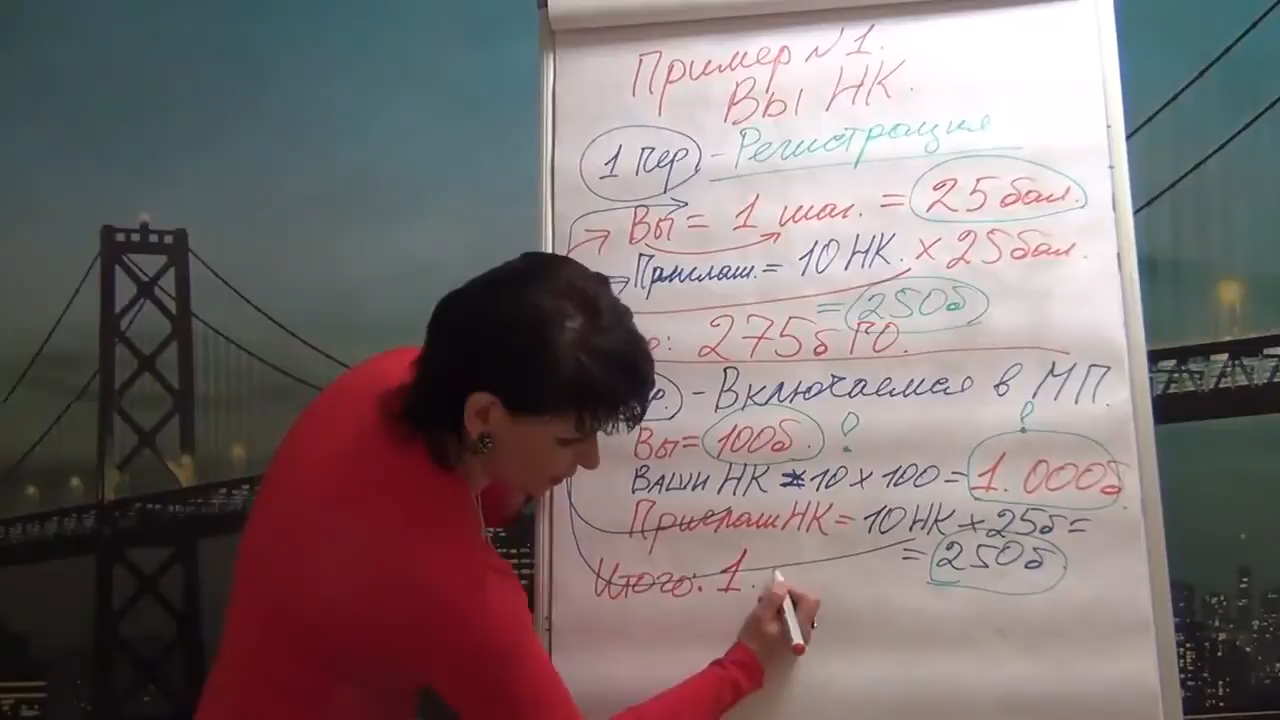 Пример N1.
Вы НК.
1 пер - Регистрация
Вы = 1 шаг. = 25 бал.
Приглаш. = 10 НК. x 25 бал.
= 250б
: 275б ГО.
- Включаемся в МП.
Вы = 100б. !
Ваши НК 10 x 100 = 1.000б !
Приглаш НК = 10 НК x 25б =
= 250б
Итого: 1.